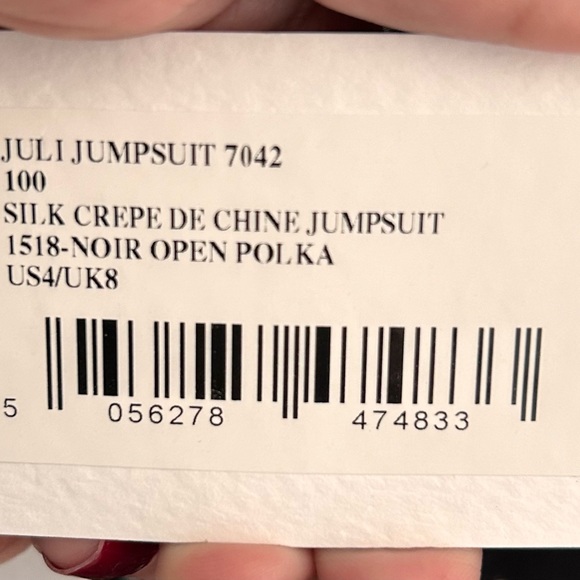 JULI JUMPSUIT 7042
100
SILK CREPE DE CHINE JUMPSUIT
1518-NOIR OPEN POLKA
US4/UK8
5 056278 474833